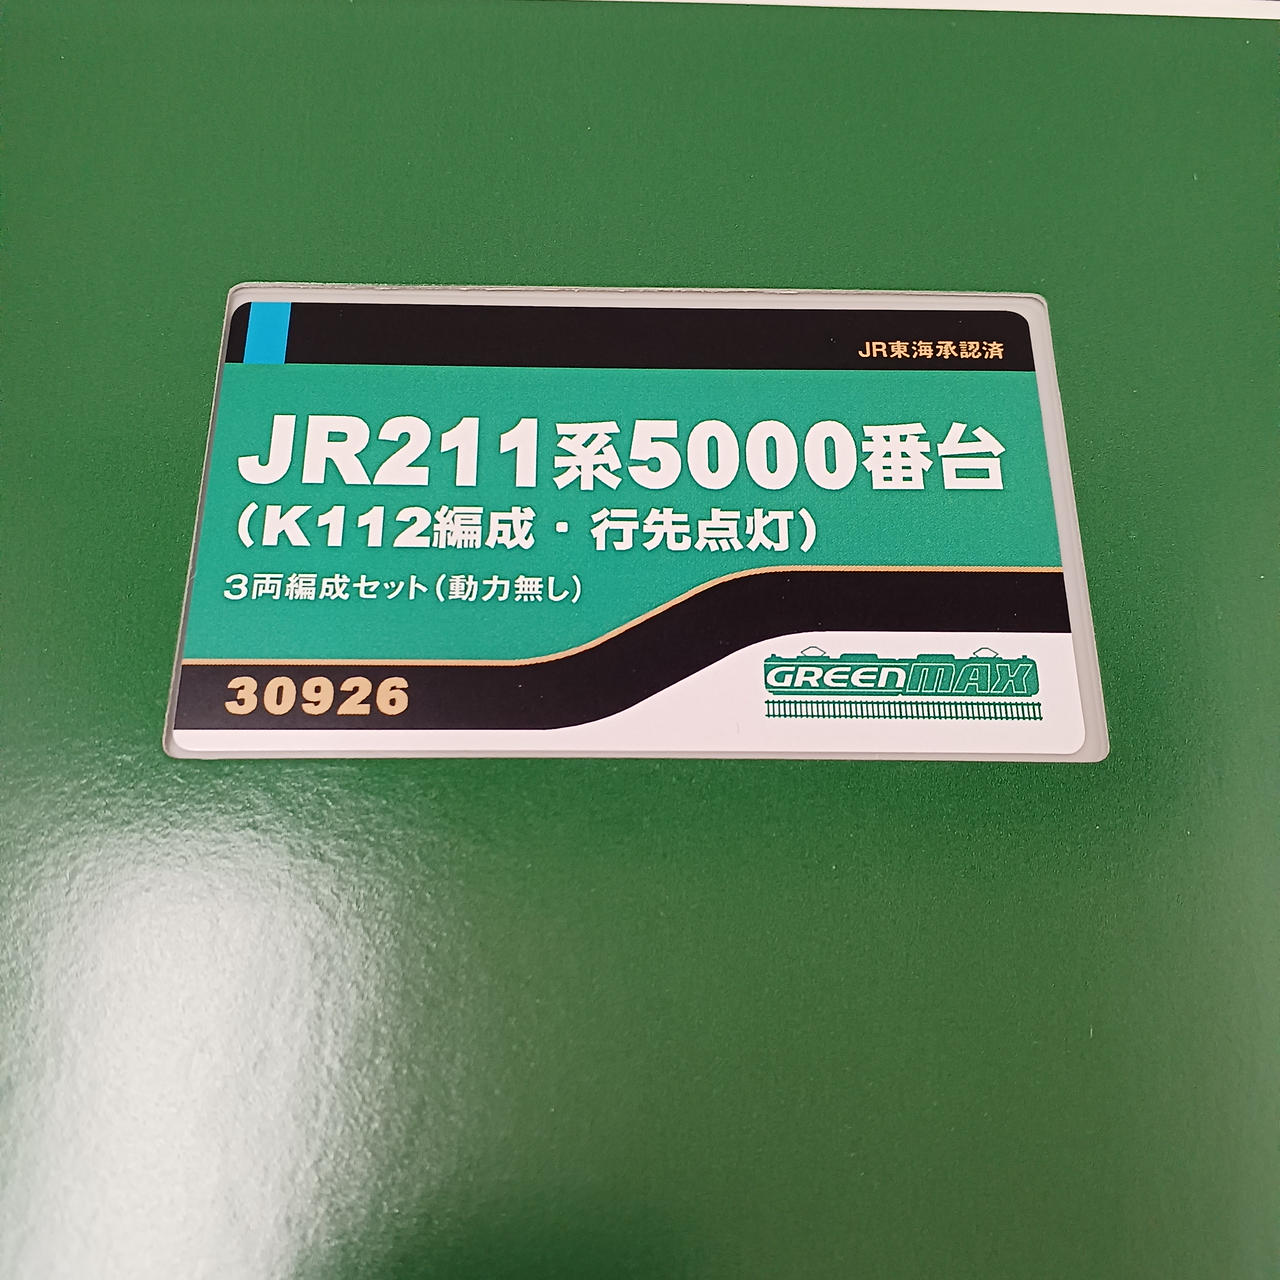 JR東海承認済
JR211系5000番台
（K112編成・行先点灯）
3両編成セット（動力無し）
30926
GREENMAX